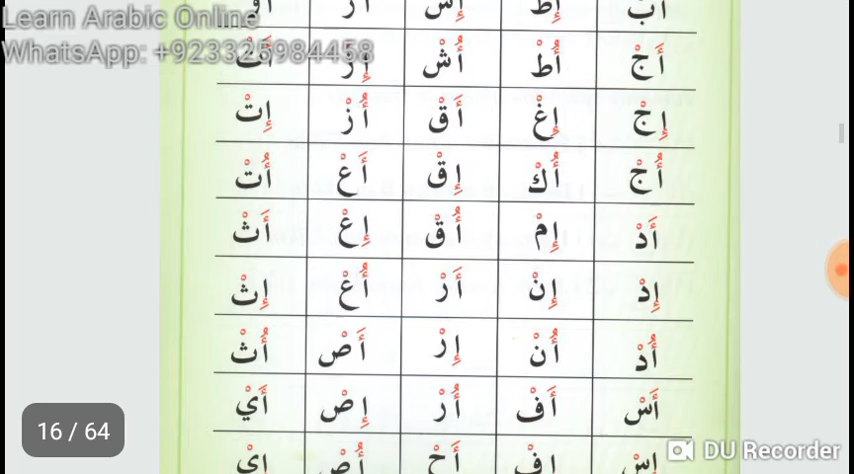 Learn Arabic Online
WhatsApp: +923325984458
أَجْ أُطْ أُشْ إِزْ أَتْ
إِجْ إِغْ أَقْ أُزْ إِتْ
أُجْ أُكْ إِقْ أَعْ أُتْ
أَدْ إِمْ أُقْ إِعْ أَثْ
إِدْ إِنْ أَرْ أُعْ إِثْ
أُدْ أُنْ إِرْ أَصْ أُثْ
أَسْ أَفْ أُرْ إِصْ أَيْ
16 / 64
DU Recorder